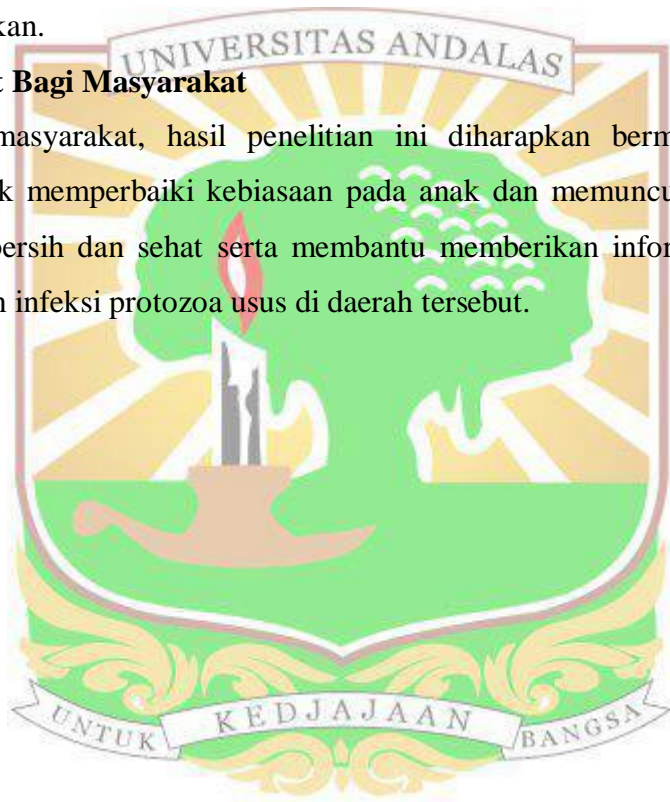 kan.
UNIVERSITAS ANDALAS
t Bagi Masyarakat
masyarakat, hasil penelitian ini diharapkan berm
k memperbaiki kebiasaan pada anak dan memuncu
bersih dan sehat serta membantu memberikan infor
n infeksi protozoa usus di daerah tersebut.
UNTUK KEDJAJAAN BANGSA